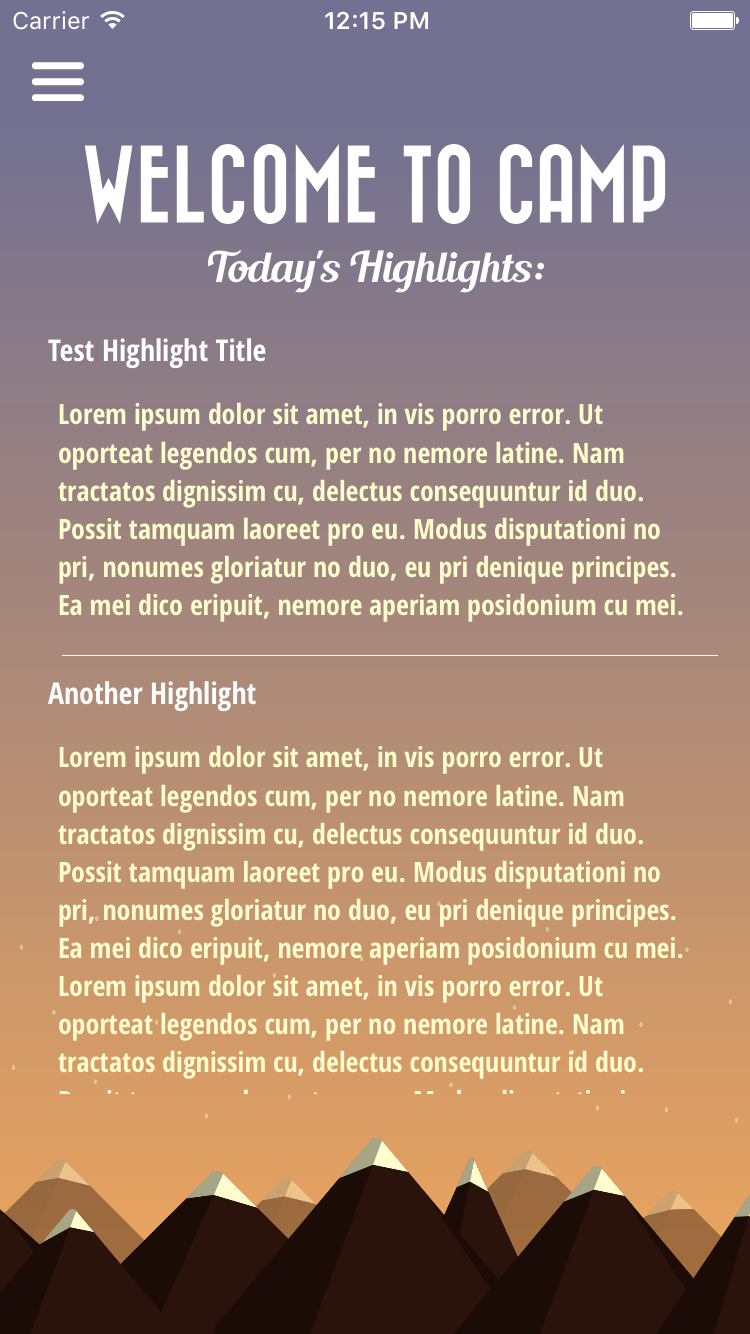 Carrier 12:15 PM
WELCOME TO CAMP
Today's Highlights:
Test Highlight Title
Lorem ipsum dolor sit amet, in vis porro error. Ut
oporteat legendos cum, per no nemore latine. Nam
tractatos dignissim cu, delectus consequuntur id duo.
Possit tamquam laoreet pro eu. Modus disputationi no
pri, nonumes gloriatur no duo, eu pri denique principes.
Ea mei dico eripuit, nemore aperiam posidonium cu mei.
Another Highlight
Lorem ipsum dolor sit amet, in vis porro error. Ut
oporteat legendos cum, per no nemore latine. Nam
tractatos dignissim cu, delectus consequuntur id duo.
Possit tamquam laoreet pro eu. Modus disputationi no
pri, nonumes gloriatur no duo, eu pri denique principes.
Ea mei dico eripuit, nemore aperiam posidonium cu mei.
Lorem ipsum dolor sit amet, in vis porro error. Ut
oporteat legendos cum, per no nemore latine. Nam
tractatos dignissim cu, delectus consequuntur id duo.